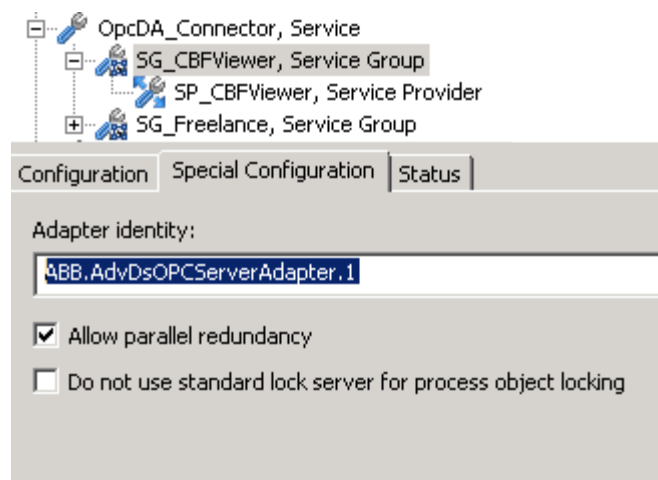 OpcDA_Connector, Service
SG_CBFViewer, Service Group
SP_CBFViewer, Service Provider
SG_Freelance, Service Group
Configuration Special Configuration Status
Adapter identity:
ABB.AdvDsOPCServerAdapter.1
Allow parallel redundancy
Do not use standard lock server for process object locking